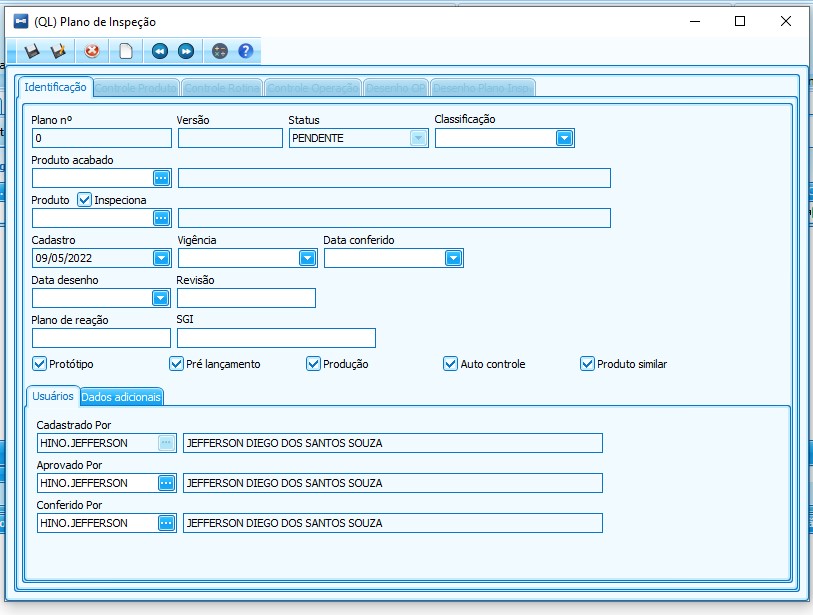 (QL) Plano de Inspeção
Identificação Controle Produto Controle Rotina Controle Operação Desenho OP Desenho Plano Insp.
Plano nº Versão Status Classificação
0 PENDENTE
Produto acabado
Produto Inspeciona
Cadastro Vigência Data conferido
09/05/2022
Data desenho Revisão
Plano de reação SGI
Protótipo Pré lançamento Produção Auto controle Produto similar
Usuários Dados adicionais
Cadastrado Por
HINO.JEFFERSON JEFFERSON DIEGO DOS SANTOS SOUZA
Aprovado Por
HINO.JEFFERSON JEFFERSON DIEGO DOS SANTOS SOUZA
Conferido Por
HINO.JEFFERSON JEFFERSON DIEGO DOS SANTOS SOUZA